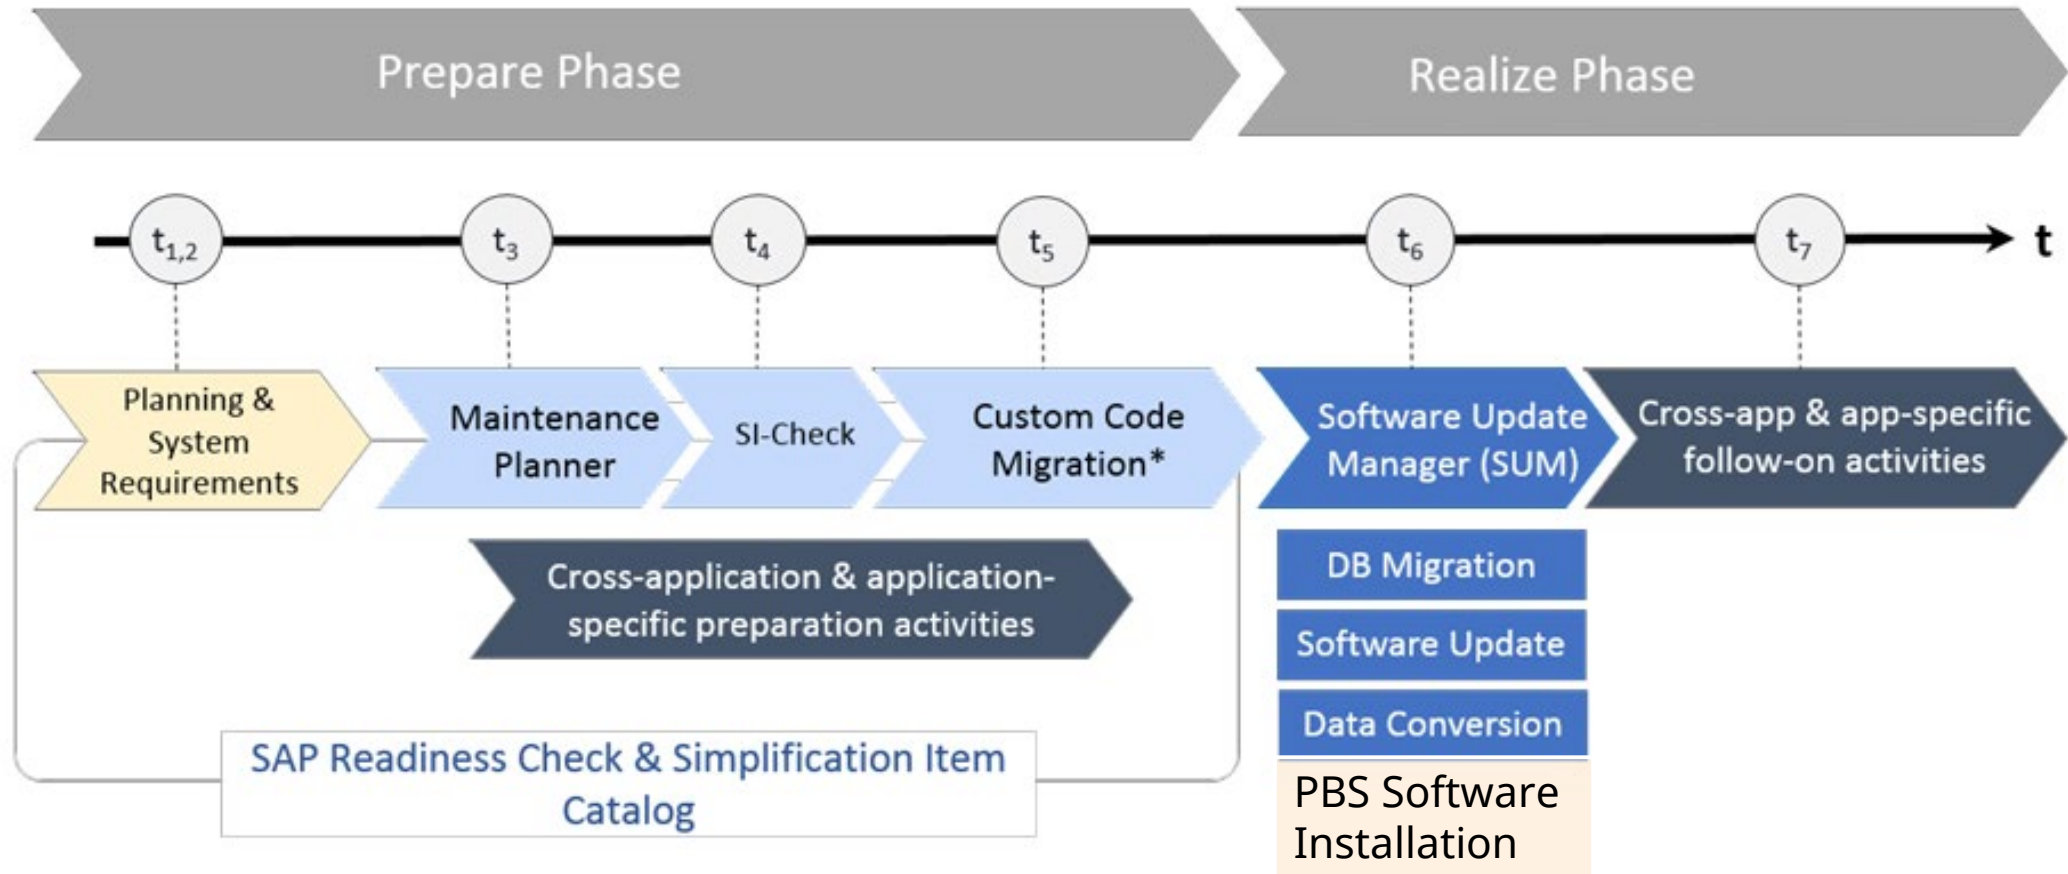 Prepare Phase
Realize Phase
t1,2
t3
t4
t5
t6
t7
t
Planning &
System
Requirements
Maintenance
Planner
SI-Check
Custom Code
Migration*
Software Update
Manager (SUM)
Cross-app & app-specific
follow-on activities
Cross-application & application-
specific preparation activities
DB Migration
Software Update
Data Conversion
SAP Readiness Check & Simplification Item
Catalog
PBS Software
Installation